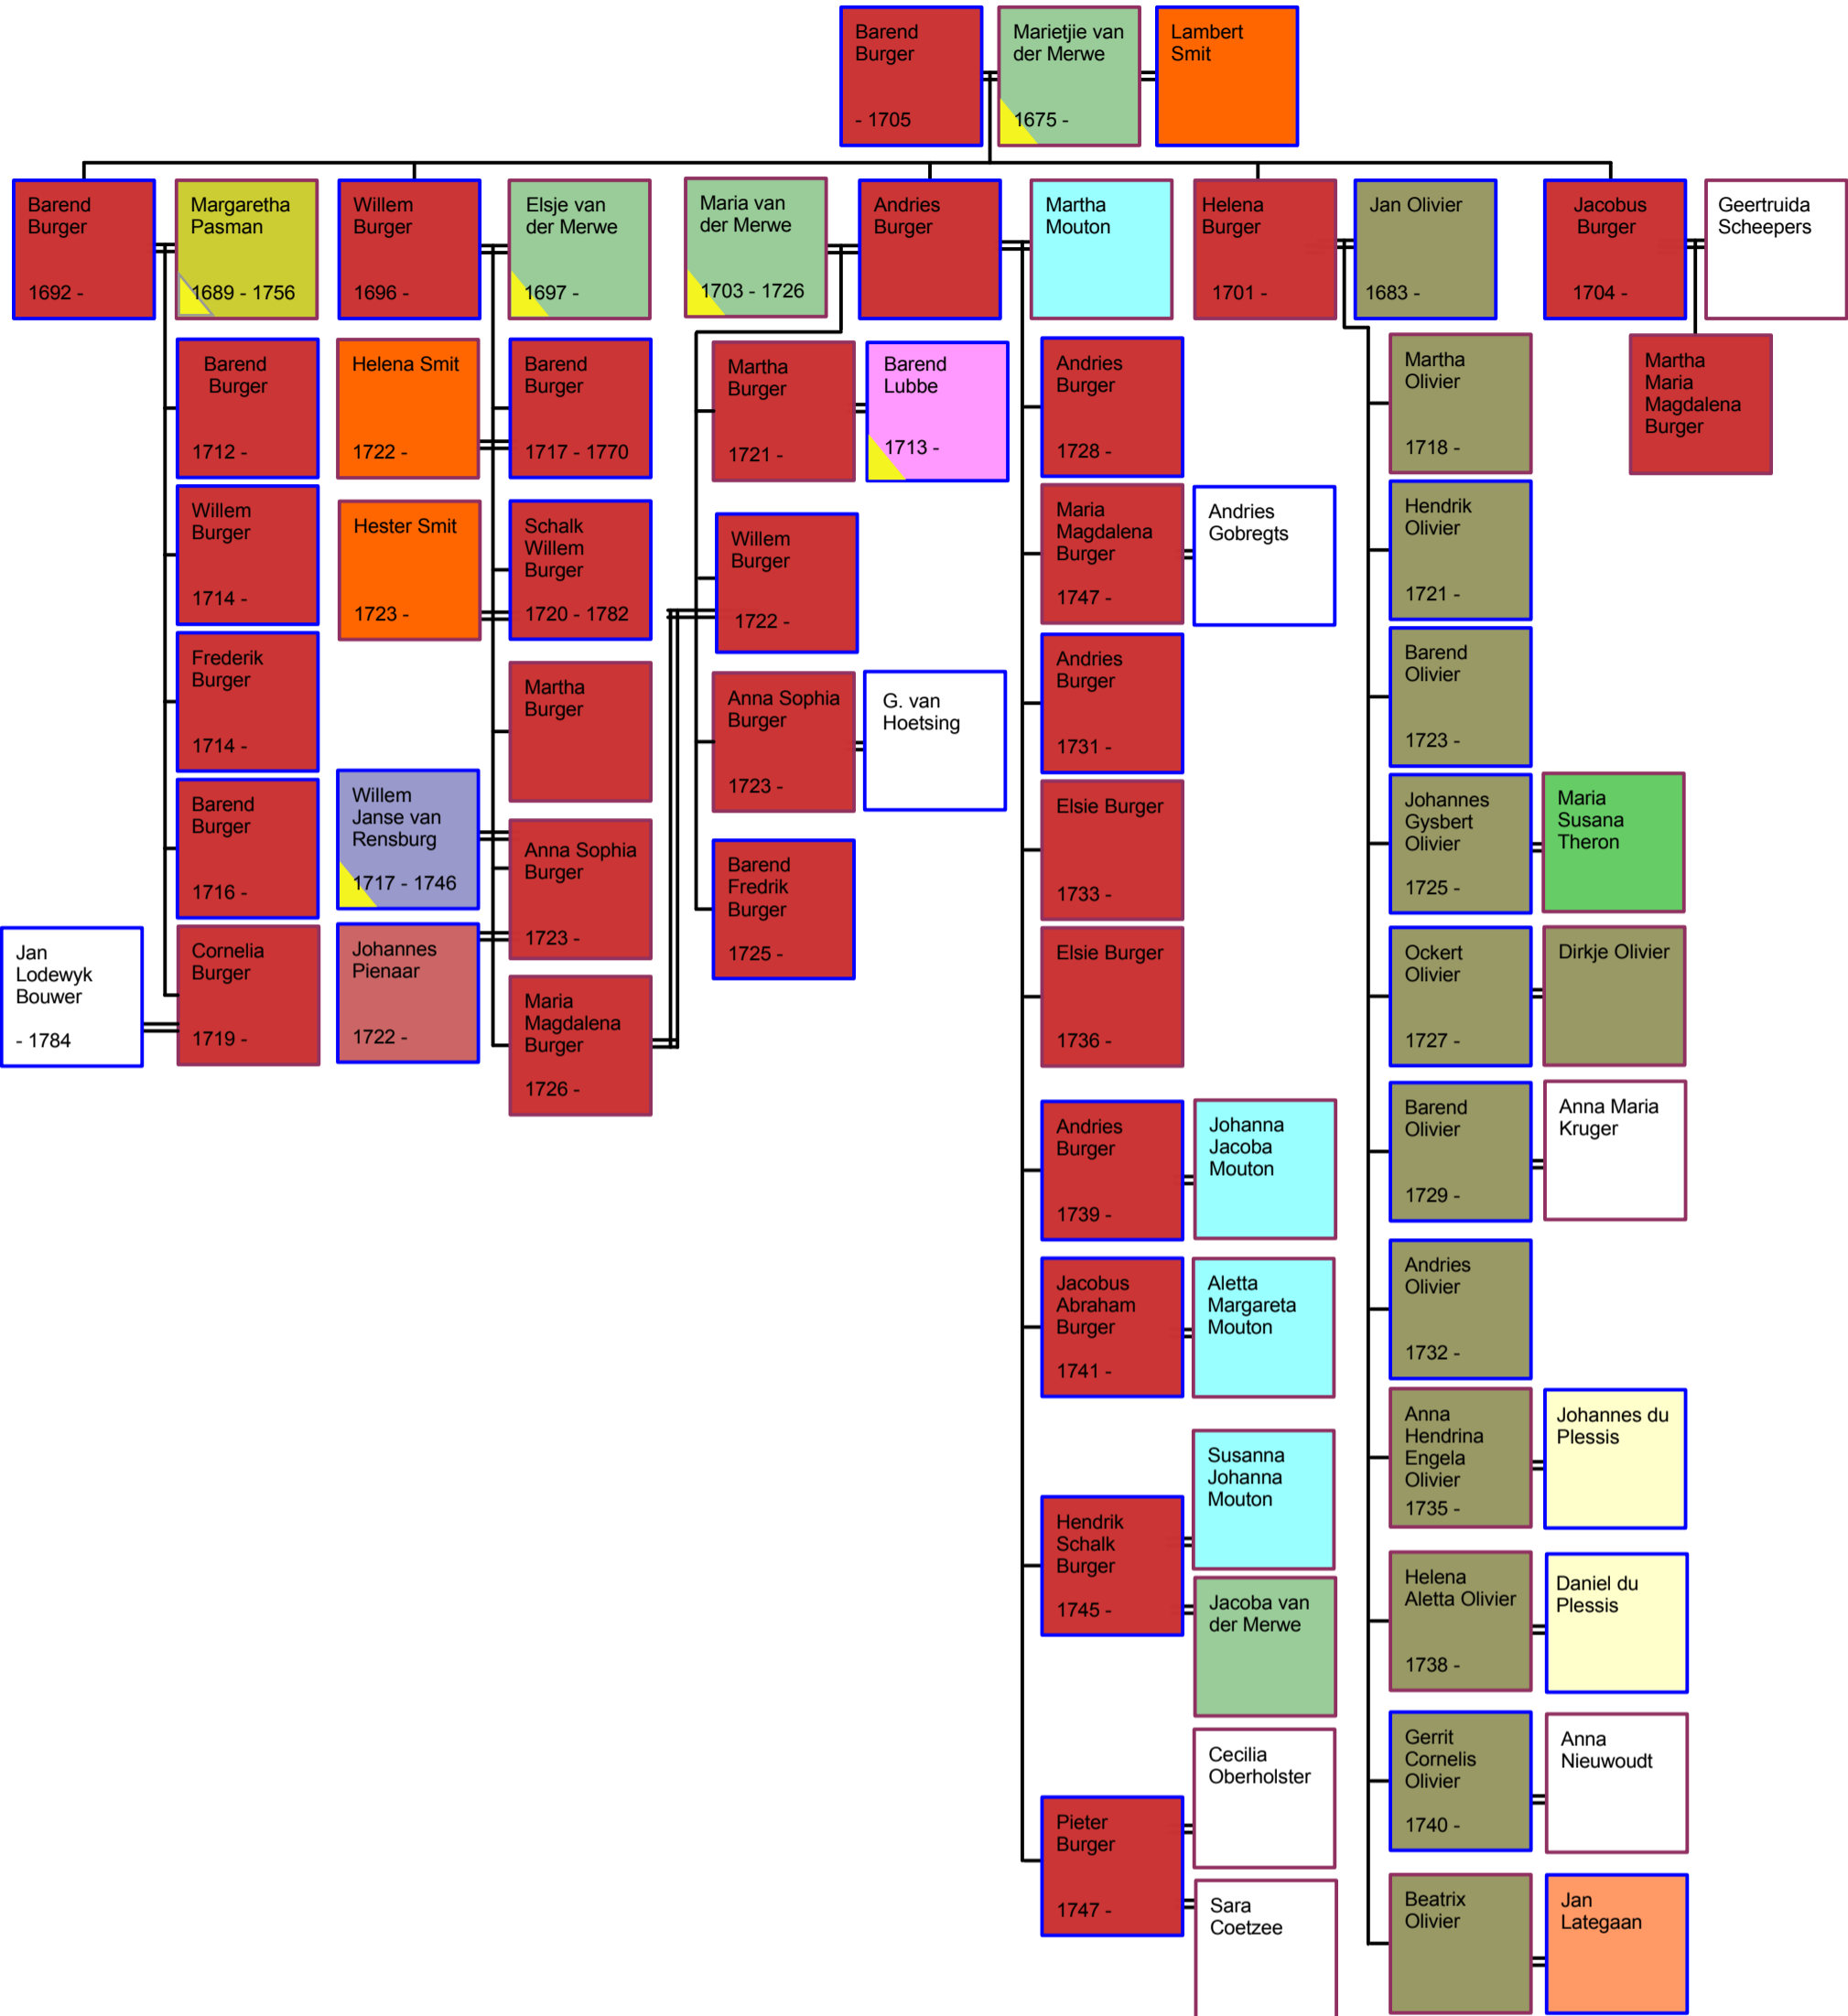 Barend
Burger
- 1705
Marietjie van
der Merwe
1675 -
Lambert
Smit
Barend
Burger
1692 -
Margaretha
Pasman
1689 - 1756
Willem
Burger
1696 -
Elsje van
der Merwe
1697 -
Maria van
der Merwe
1703 - 1726
Andries
Burger
Martha
Mouton
Helena
Burger
1701 -
Jan Olivier
1683 -
Jacobus
Burger
1704 -
Geertruida
Scheepers
Barend
Burger
1712 -
Willem
Burger
1714 -
Frederik
Burger
1714 -
Barend
Burger
1716 -
Jan
Lodewyk
Bouwer
- 1784
Cornelia
Burger
1719 -
Helena Smit
1722 -
Barend
Burger
1717 - 1770
Hester Smit
1723 -
Schalk
Willem
Burger
1720 - 1782
Martha
Burger
Willem
Janse van
Rensburg
1717 - 1746
Anna Sophia
Burger
1723 -
Johannes
Pienaar
1722 -
Maria
Magdalena
Burger
1726 -
Martha
Burger
1721 -
Barend
Lubbe
1713 -
Willem
Burger
1722 -
Anna Sophia
Burger
1723 -
G. van
Hoetsing
Barend
Fredrik
Burger
1725 -
Andries
Burger
1728 -
Maria
Magdalena
Burger
1747 -
Andries
Gobregts
Andries
Burger
1731 -
Elsie Burger
1733 -
Elsie Burger
1736 -
Andries
Burger
1739 -
Johanna
Jacoba
Mouton
Jacobus
Abraham
Burger
1741 -
Aletta
Margareta
Mouton
Hendrik
Schalk
Burger
1745 -
Susanna
Johanna
Mouton
Jacoba van
der Merwe
Pieter
Burger
1747 -
Cecilia
Oberholster
Sara
Coetzee
Martha
Olivier
1718 -
Hendrik
Olivier
1721 -
Barend
Olivier
1723 -
Johannes
Gysbert
Olivier
1725 -
Maria
Susana
Theron
Ockert
Olivier
1727 -
Dirkje Olivier
Barend
Olivier
1729 -
Anna Maria
Kruger
Andries
Olivier
1732 -
Anna
Hendrina
Engela
Olivier
1735 -
Johannes du
Plessis
Helena
Aletta Olivier
1738 -
Daniel du
Plessis
Gerrit
Cornelis
Olivier
1740 -
Anna
Nieuwoudt
Beatrix
Olivier
Jan
Lategaan
Martha
Maria
Magdalena
Burger